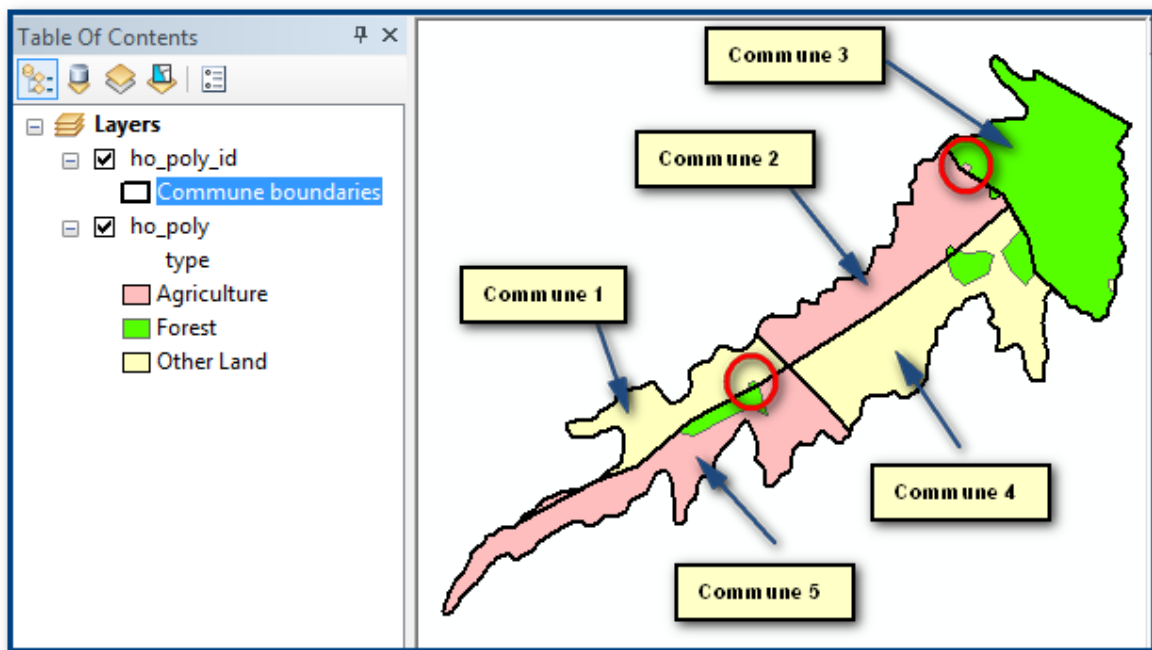 Table Of Contents
Layers
ho_poly_id
Commune boundaries
ho_poly
type
Agriculture
Forest
Other Land
Commune 3
Commune 2
Commune 1
Commune 4
Commune 5